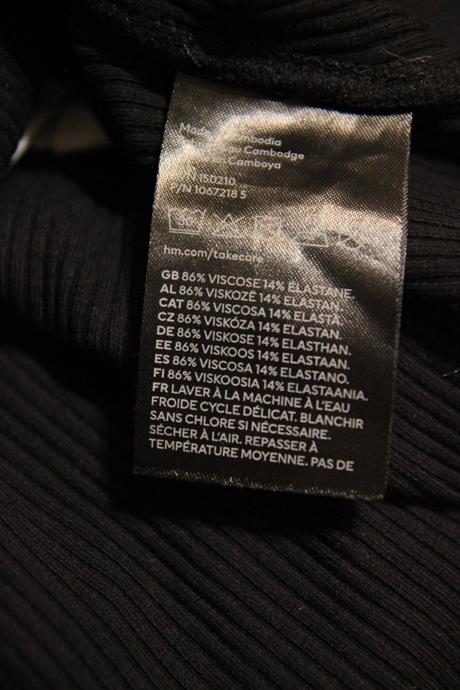 Made Cambodia
Cambodge
Camboya
150210
P/N 1067218 5
hm.com/takecare
GB 86% VISCOSE 14% ELASTANE.
AL 86% VISKOZË 14% ELASTAN.
CAT 86% VISCOSA 14% ELASTÀ.
CZ 86% VISKÓZA 14% ELASTAN.
DE 86% VISKOSE 14% ELASTHAN.
EE 86% VISKOOS 14% ELASTAAN.
ES 86% VISCOSA 14% ELASTANO.
FI 86% VISKOOSIA 14% ELASTAANIA.
FR LAVER À LA MACHINE À L'EAU
FROIDE CYCLE DÉLICAT. BLANCHIR
SANS CHLORE SI NÉCESSAIRE.
SÉCHER À L'AIR. REPASSER À
TEMPÉRATURE MOYENNE. PAS DE